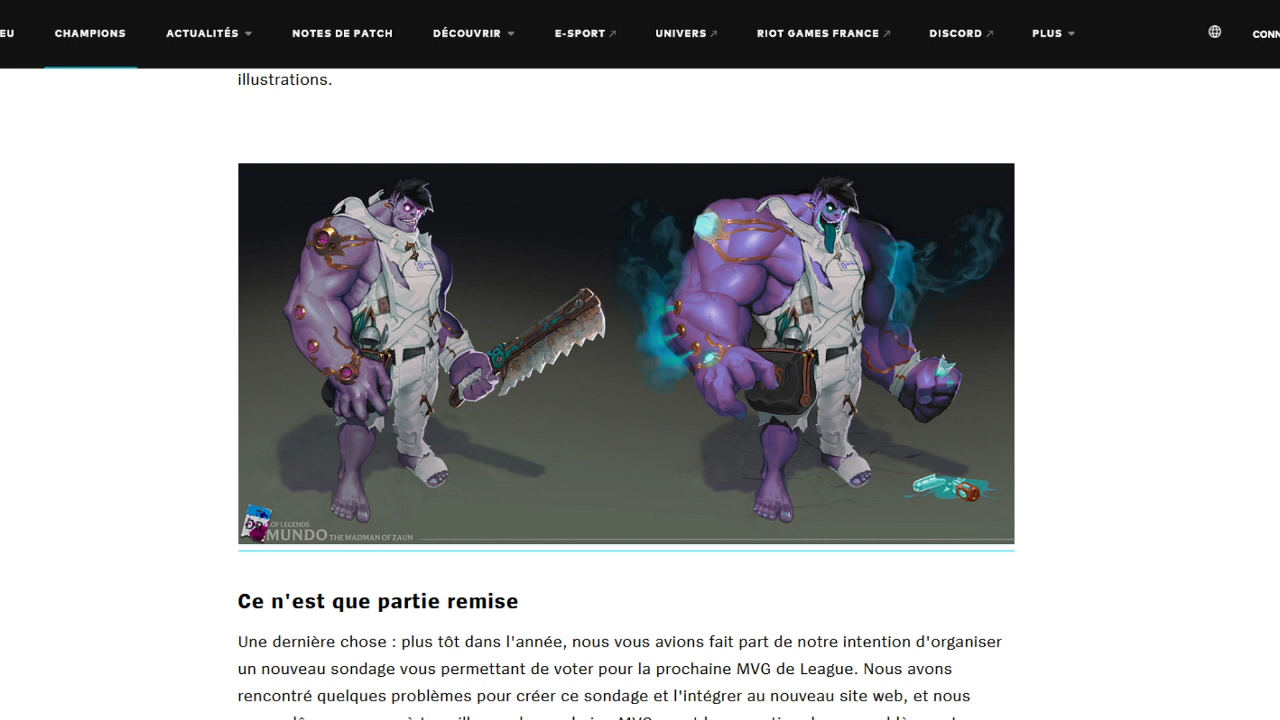 EU CHAMPIONS ACTUALITÉS NOTES DE PATCH DÉCOUVRIR E-SPORT UNIVERS RIOT GAMES FRANCE DISCORD PLUS CONN
illustrations.
OF LEGENDS
MUNDO THE MADMAN OF ZAUN
Ce n'est que partie remise
Une dernière chose : plus tôt dans l'année, nous vous avions fait part de notre intention d'organiser
un nouveau sondage vous permettant de voter pour la prochaine MVG de League. Nous avons
rencontré quelques problèmes pour créer ce sondage et l'intégrer au nouveau site web, et nous